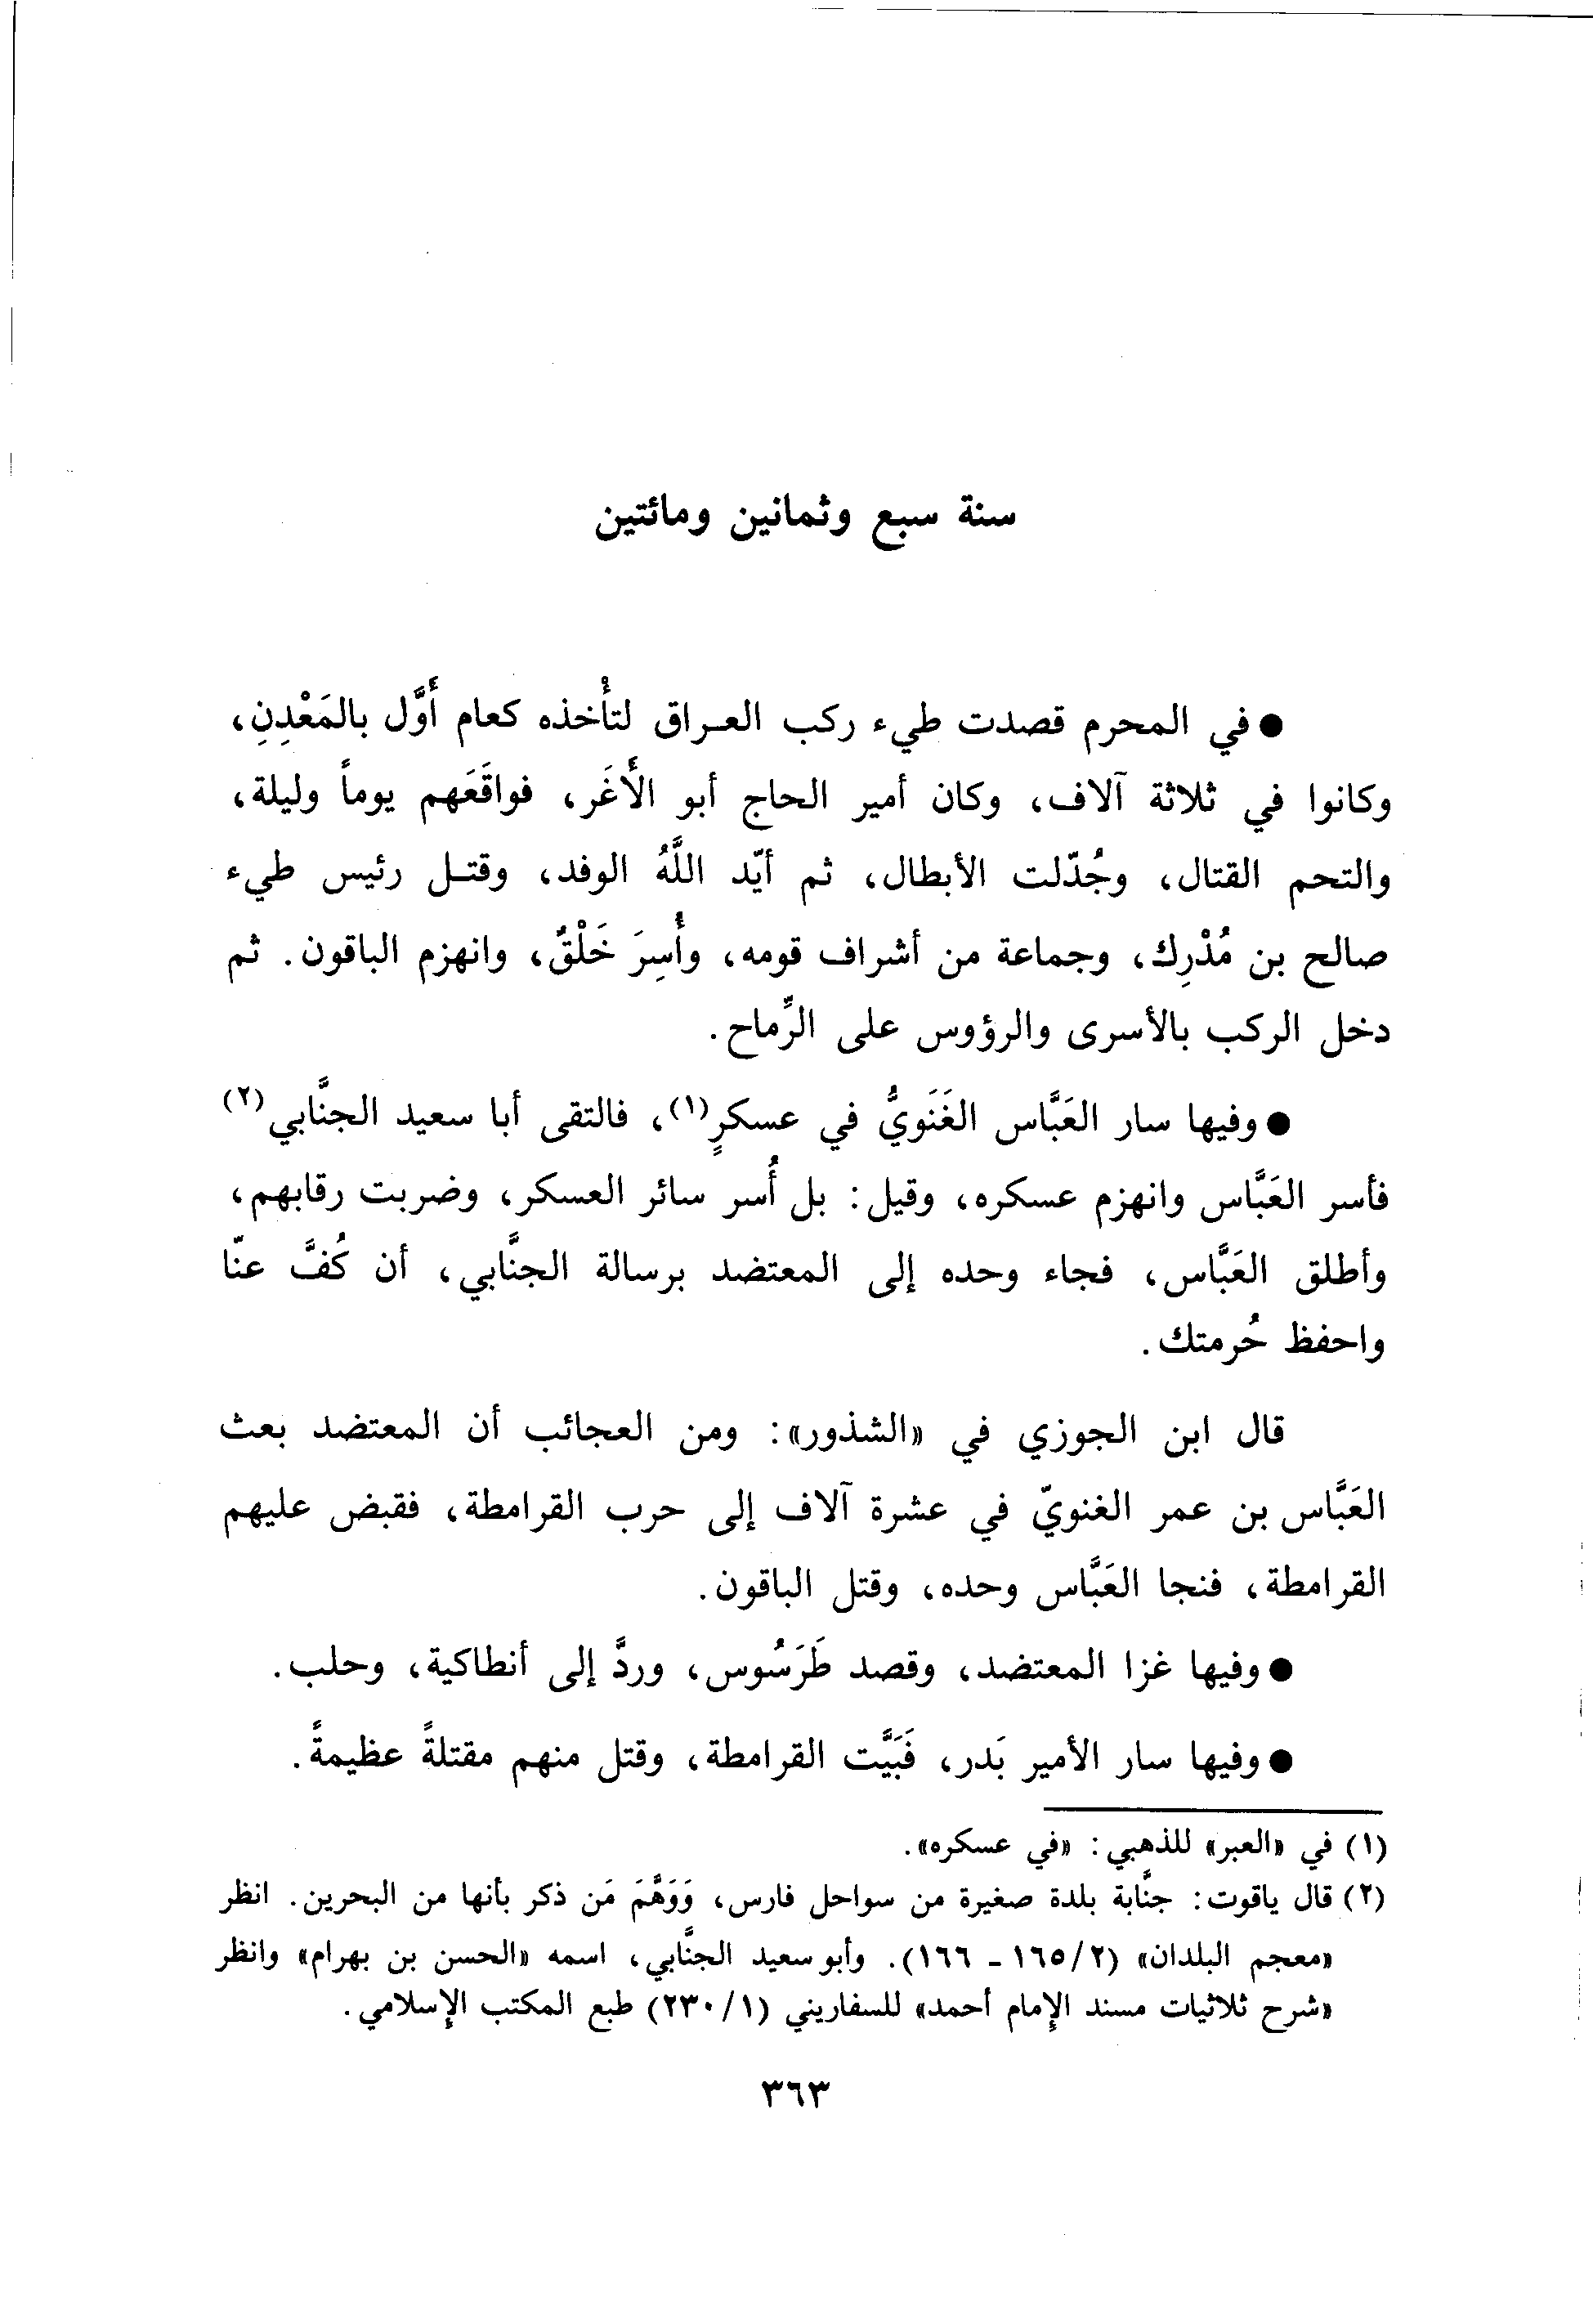 سنة سبع وثمانين ومائتين
● في المحرم قصدت طيء ركب العراق لتأْخذه كعام أَوَّل بالمَعْدِنِ،
وكانوا في ثلاثة آلاف، وكان أمير الحاج أبو الأَغَر، فواقَعَهم يوماً وليلة،
والتحم القتال، وجُدّلت الأبطال، ثم أيّد اللَّهُ الوفد، وقتل رئيس طيء
صالح بن مُدْرِك، وجماعة من أشراف قومه، وأُسِرَ خَلْقٌ، وانهزم الباقون. ثم
دخل الركب بالأسرى والرؤوس على الرِّماح.
● وفيها سار العَبَّاس الغَنَويُّ في عسكرٍ(١)، فالتقى أبا سعيد الجنَّابي(٢)
فأسر العَبَّاس وانهزم عسكره، وقيل: بل أُسر سائر العسكر، وضربت رقابهم،
وأطلق العَبَّاس، فجاء وحده إلى المعتضد برسالة الجنَّابي، أن كُفَّ عنّا
واحفظ حُرمتك.
قال ابن الجوزي في «الشذور»: ومن العجائب أن المعتضد بعث
العَبَّاس بن عمر الغنويّ في عشرة آلاف إلى حرب القرامطة، فقبض عليهم
القرامطة، فنجا العَبَّاس وحده، وقتل الباقون.
● وفيها غزا المعتضد، وقصد طَرَسُوس، وردَّ إلى أنطاكية، وحلب.
● وفيها سار الأمير بَدر، فَبَيَّت القرامطة، وقتل منهم مقتلةً عظيمةً.
(١) في «العبر» للذهبي: «في عسكره».
(٢) قال ياقوت: جنَّابة بلدة صغيرة من سواحل فارس، وَوَهَّمَ مَن ذكر بأنها من البحرين. انظر
«معجم البلدان» (٢/١٦٥ - ١٦٦). وأبو سعيد الجنَّابي، اسمه «الحسن بن بهرام» وانظر
«شرح ثلاثيات مسند الإمام أحمد» للسفاريني (١/٢٣٠) طبع المكتب الإسلامي.
٣٦٣